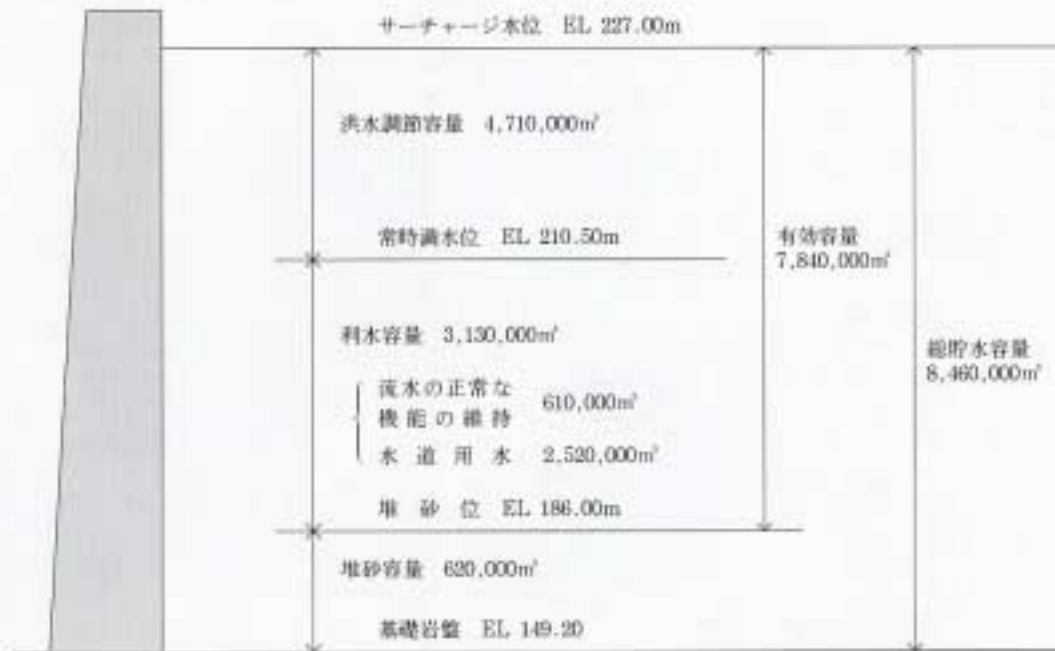 サーチャージ水位 EL 227.00m
洪水調節容量 4,710,000㎥
常時満水位 EL 210.50m
有効容量
7,840,000㎥
利水容量 3,130,000㎥
総貯水容量
8,460,000㎥
流水の正常な
機能の維持 610,000㎥
水道用水 2,520,000㎥
堆砂位 EL 186.00m
堆砂容量 620,000㎥
基礎岩盤 EL 149.20